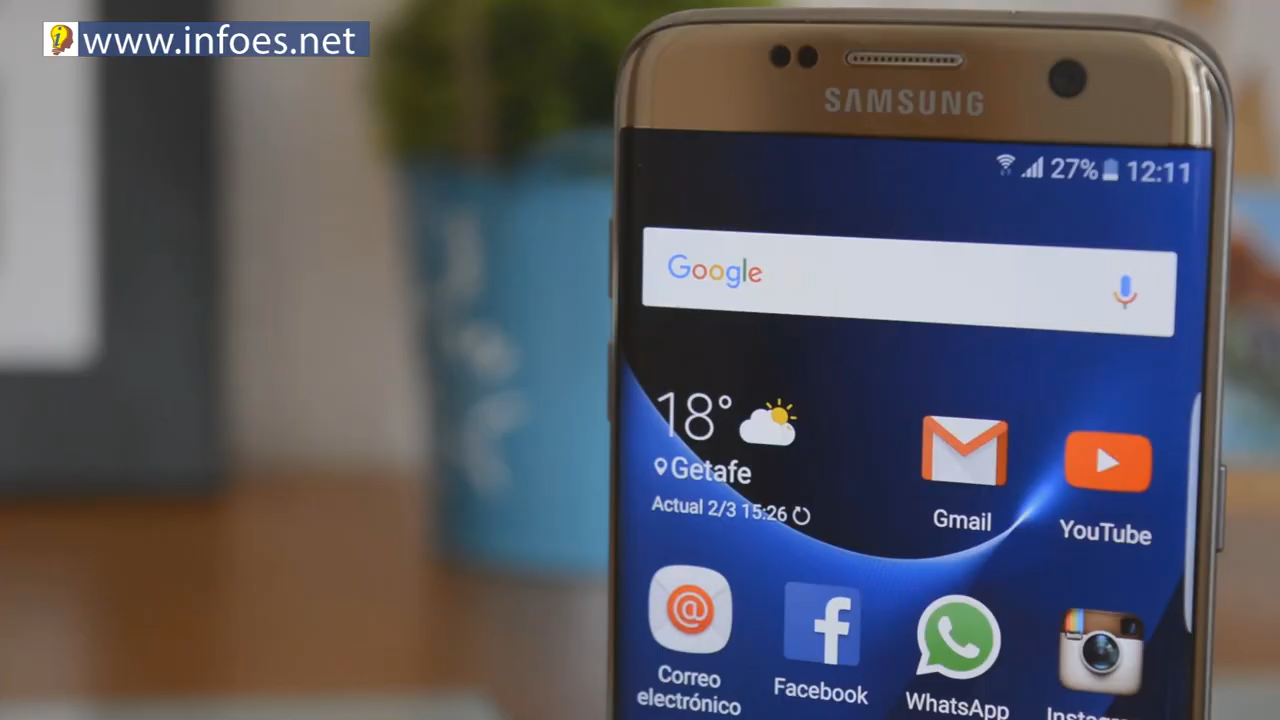 www.infoes.net
SAMSUNG
27% 12:11
Google
18°
Getafe
Actual 2/3 15:26
Gmail
YouTube
Correo
electrónico
Facebook
WhatsApp